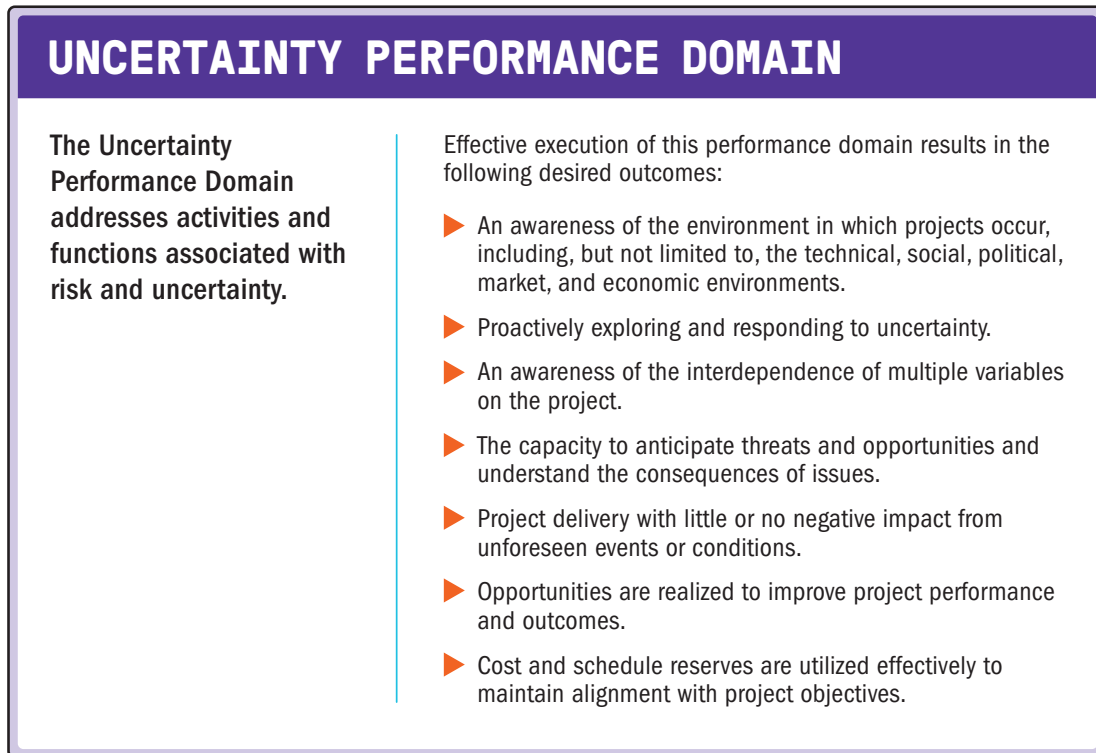 UNCERTAINTY PERFORMANCE DOMAIN
The Uncertainty
Performance Domain
addresses activities and
functions associated with
risk and uncertainty.
Effective execution of this performance domain results in the
following desired outcomes:
An awareness of the environment in which projects occur,
including, but not limited to, the technical, social, political,
market, and economic environments.
Proactively exploring and responding to uncertainty.
An awareness of the interdependence of multiple variables
on the project.
The capacity to anticipate threats and opportunities and
understand the consequences of issues.
Project delivery with little or no negative impact from
unforeseen events or conditions.
Opportunities are realized to improve project performance
and outcomes.
Cost and schedule reserves are utilized effectively to
maintain alignment with project objectives.